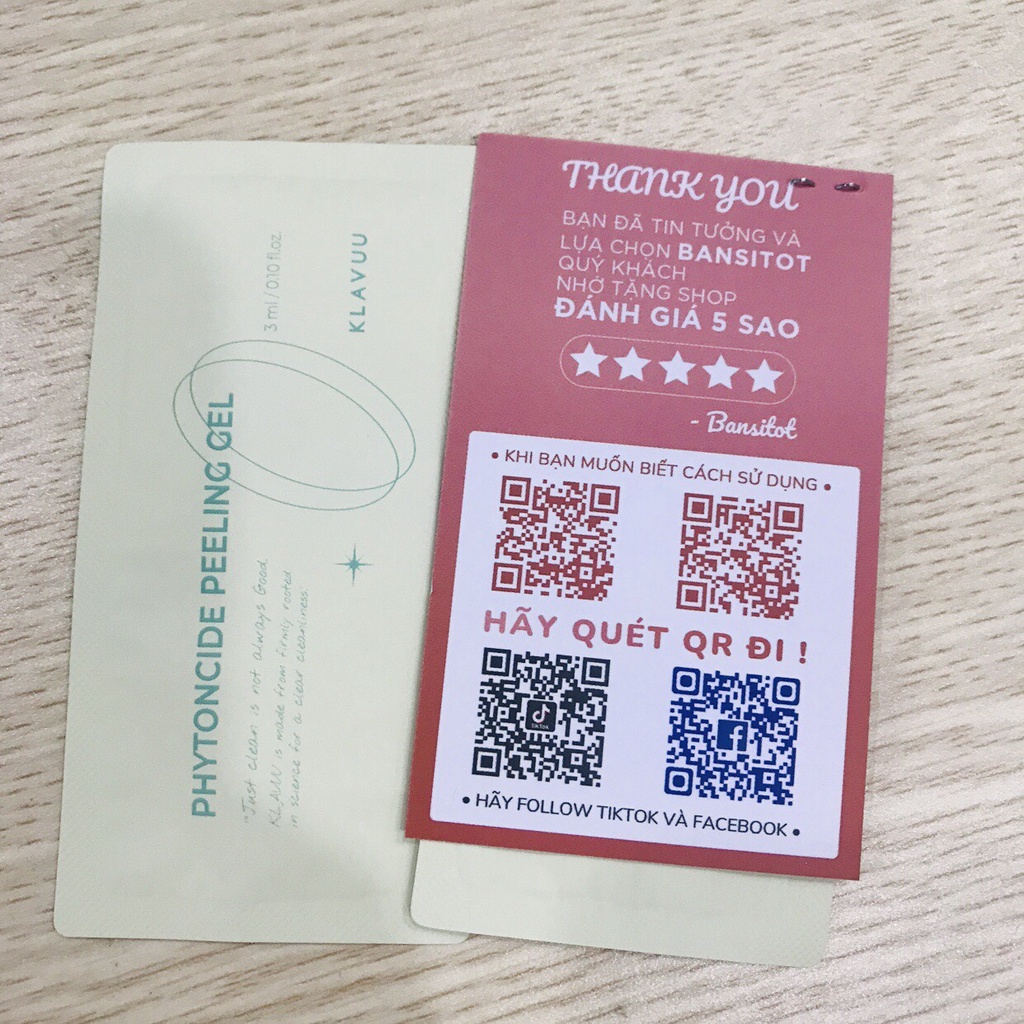 PHYTONCIDE PEELING GEL
"Just clean is not always Good
KLAVUU is made from firmly rooted
in science for a clear cleanliness."
3 ml / 0.10 fl.oz.
KLAVUU
THANK YOU
BẠN ĐÃ TIN TƯỞNG VÀ
LỰA CHỌN BANSITOT
QUÝ KHÁCH
NHỚ TẶNG SHOP
ĐÁNH GIÁ 5 SAO
- Bansitot
• KHI BẠN MUỐN BIẾT CÁCH SỬ DỤNG •
HÃY QUÉT QR ĐI !
TikTok
• HÃY FOLLOW TIKTOK VÀ FACEBOOK •